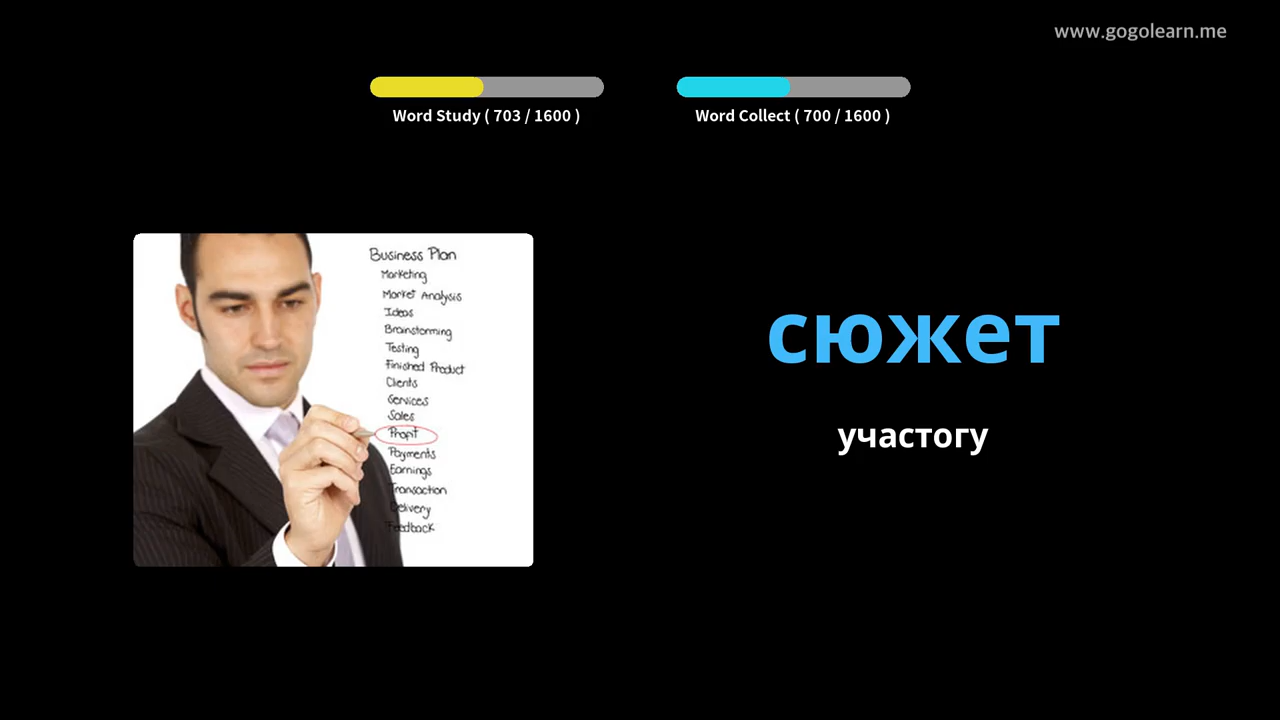 www.gogolearn.me
Word Study ( 703 / 1600 )
Word Collect ( 700 / 1600 )
Business Plan
Marketing
Market Analysis
Ideas
Brainstorming
Testing
Finished Product
Clients
Services
Sales
Profit
Payments
Earnings
Transaction
Delivery
Feedback
сюжет
участогу